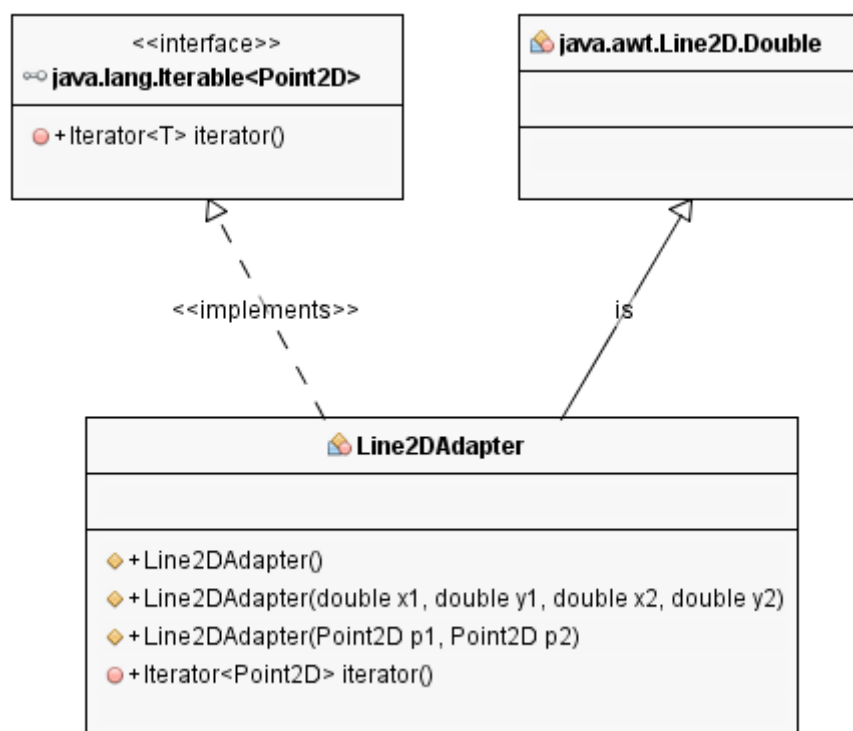 <<interface>>
java.lang.Iterable<Point2D>
+Iterator<T> iterator()
java.awt.Line2D.Double
<<implements>>
is
Line2DAdapter
+Line2DAdapter()
+Line2DAdapter(double x1, double y1, double x2, double y2)
+Line2DAdapter(Point2D p1, Point2D p2)
+Iterator<Point2D> iterator()